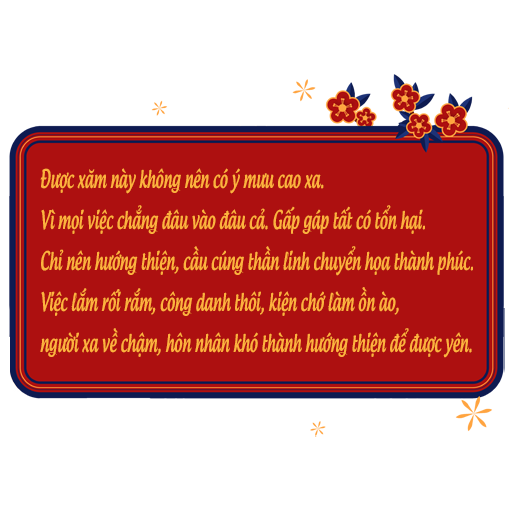 Được xăm này không nên có ý mưu cao xa.
Vì mọi việc chẳng đâu vào đâu cả. Gấp gáp tất có tổn hại.
Chỉ nên hướng thiện, cầu cúng thần linh chuyển họa thành phúc.
Việc lắm rối rắm, công danh thôi, kiện chớ làm ồn ào,
người xa về chậm, hôn nhân khó thành hướng thiện để được yên.